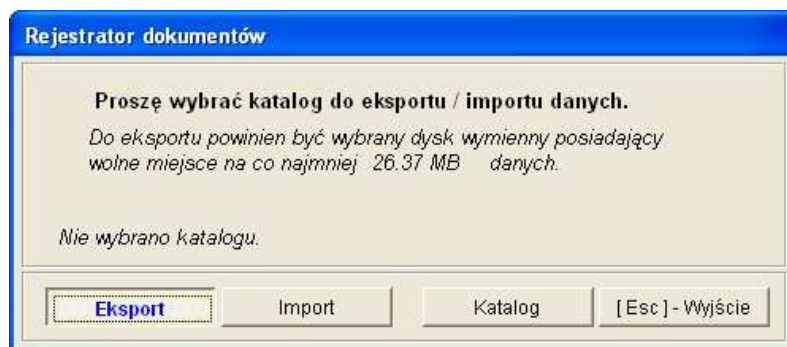 Rejestrator dokumentów
Proszę wybrać katalog do eksportu / importu danych.
Do eksportu powinien być wybrany dysk wymienny posiadający
wolne miejsce na co najmniej 26.37 MB danych.
Nie wybrano katalogu.
Eksport Import Katalog [ Esc ] - Wyjście